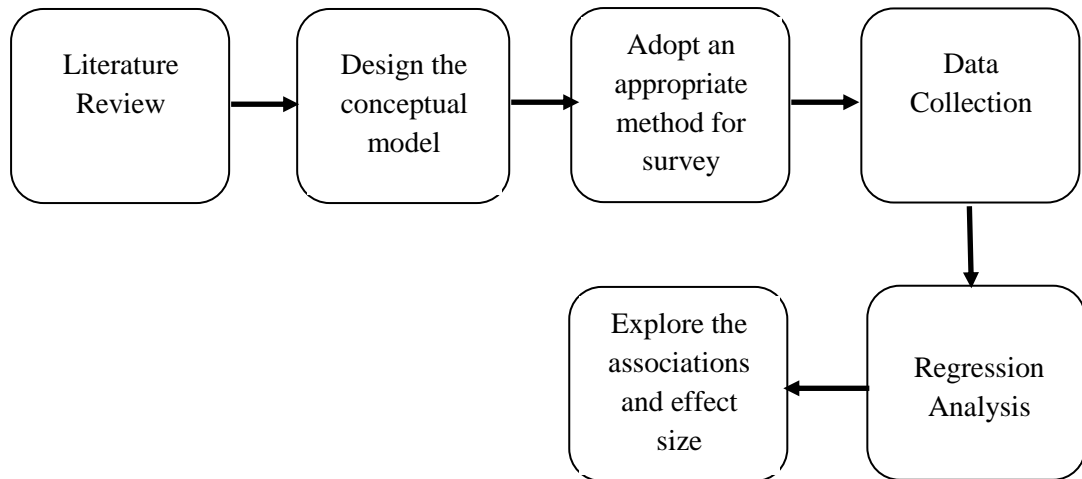 Literature
Review
Design the
conceptual
model
Adopt an
appropriate
method for
survey
Data
Collection
Regression
Analysis
Explore the
associations
and effect
size